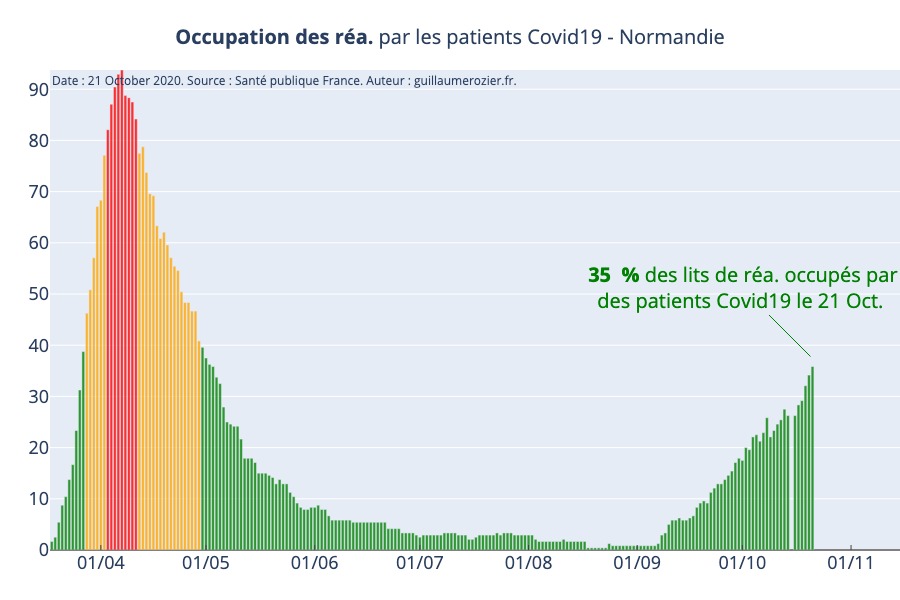 Occupation des réa. par les patients Covid19 - Normandie
Date : 21 October 2020. Source : Santé publique France. Auteur : guillaumerozier.fr.
90
80
70
60
50
40
30
20
10
0
35 % des lits de réa. occupés par
des patients Covid19 le 21 Oct.
01/04 01/05 01/06 01/07 01/08 01/09 01/10 01/11